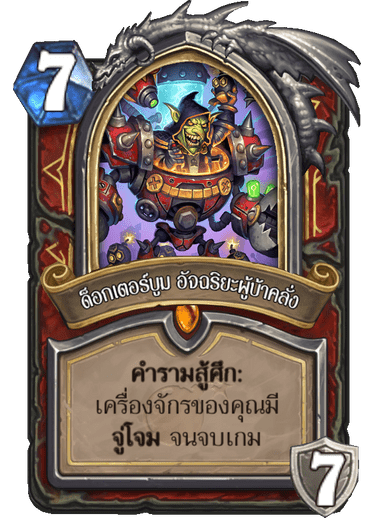 7
ด็อกเตอร์บูม อัจฉริยะผู้บ้าคลั่ง
คำรามสู้ศึก:
เครื่องจักรของคุณมี
จู่โจม จนจบเกม
7